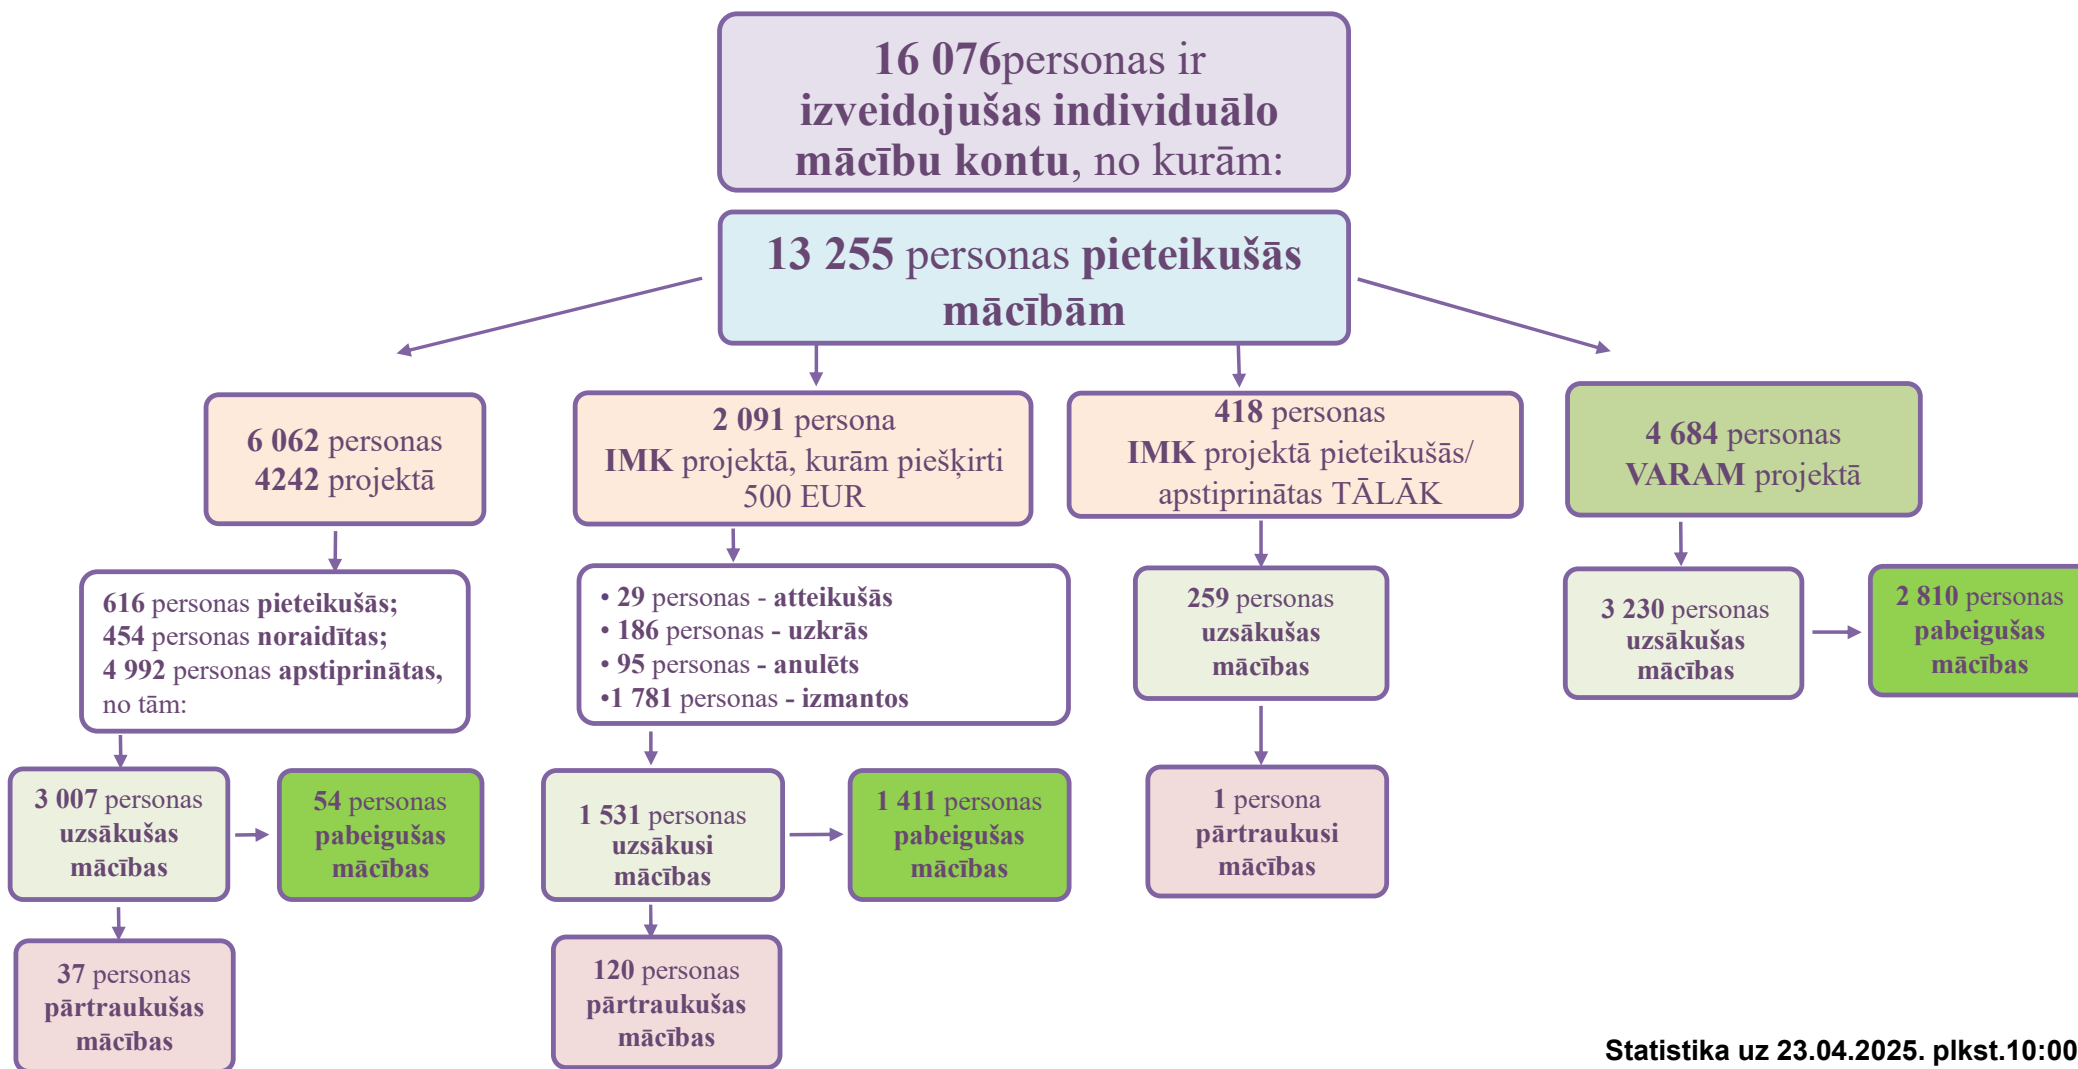 16 076personas ir
izveidojušas individuālo
mācību kontu, no kurām:
13 255 personas pieteikušās
mācībām
6 062 personas
4242 projektā
2 091 persona
IMK projektā, kurām piešķirti
500 EUR
418 personas
IMK projektā pieteikušās/
apstiprinātas TĀLĀK
4 684 personas
VARAM projektā
616 personas pieteikušās;
454 personas noraidītas;
4 992 personas apstiprinātas,
no tām:
• 29 personas - atteikušās
• 186 personas - uzkrās
• 95 personas - anulēts
•1 781 personas - izmantos
259 personas
uzsākušas
mācības
3 230 personas
uzsākušas
mācības
2 810 personas
pabeigušas
mācības
3 007 personas
uzsākušas
mācības
54 personas
pabeigušas
mācības
1 531 personas
uzsākusi
mācības
1 411 personas
pabeigušas
mācības
1 persona
pārtraukusi
mācības
37 personas
pārtraukušas
mācības
120 personas
pārtraukušas
mācības
Statistika uz 23.04.2025. plkst.10:00